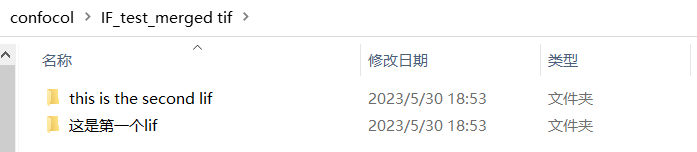 confocol > IF_test_merged tif >
名称 修改日期 类型
this is the second lif 2023/5/30 18:53 文件夹
这是第一个lif 2023/5/30 18:53 文件夹